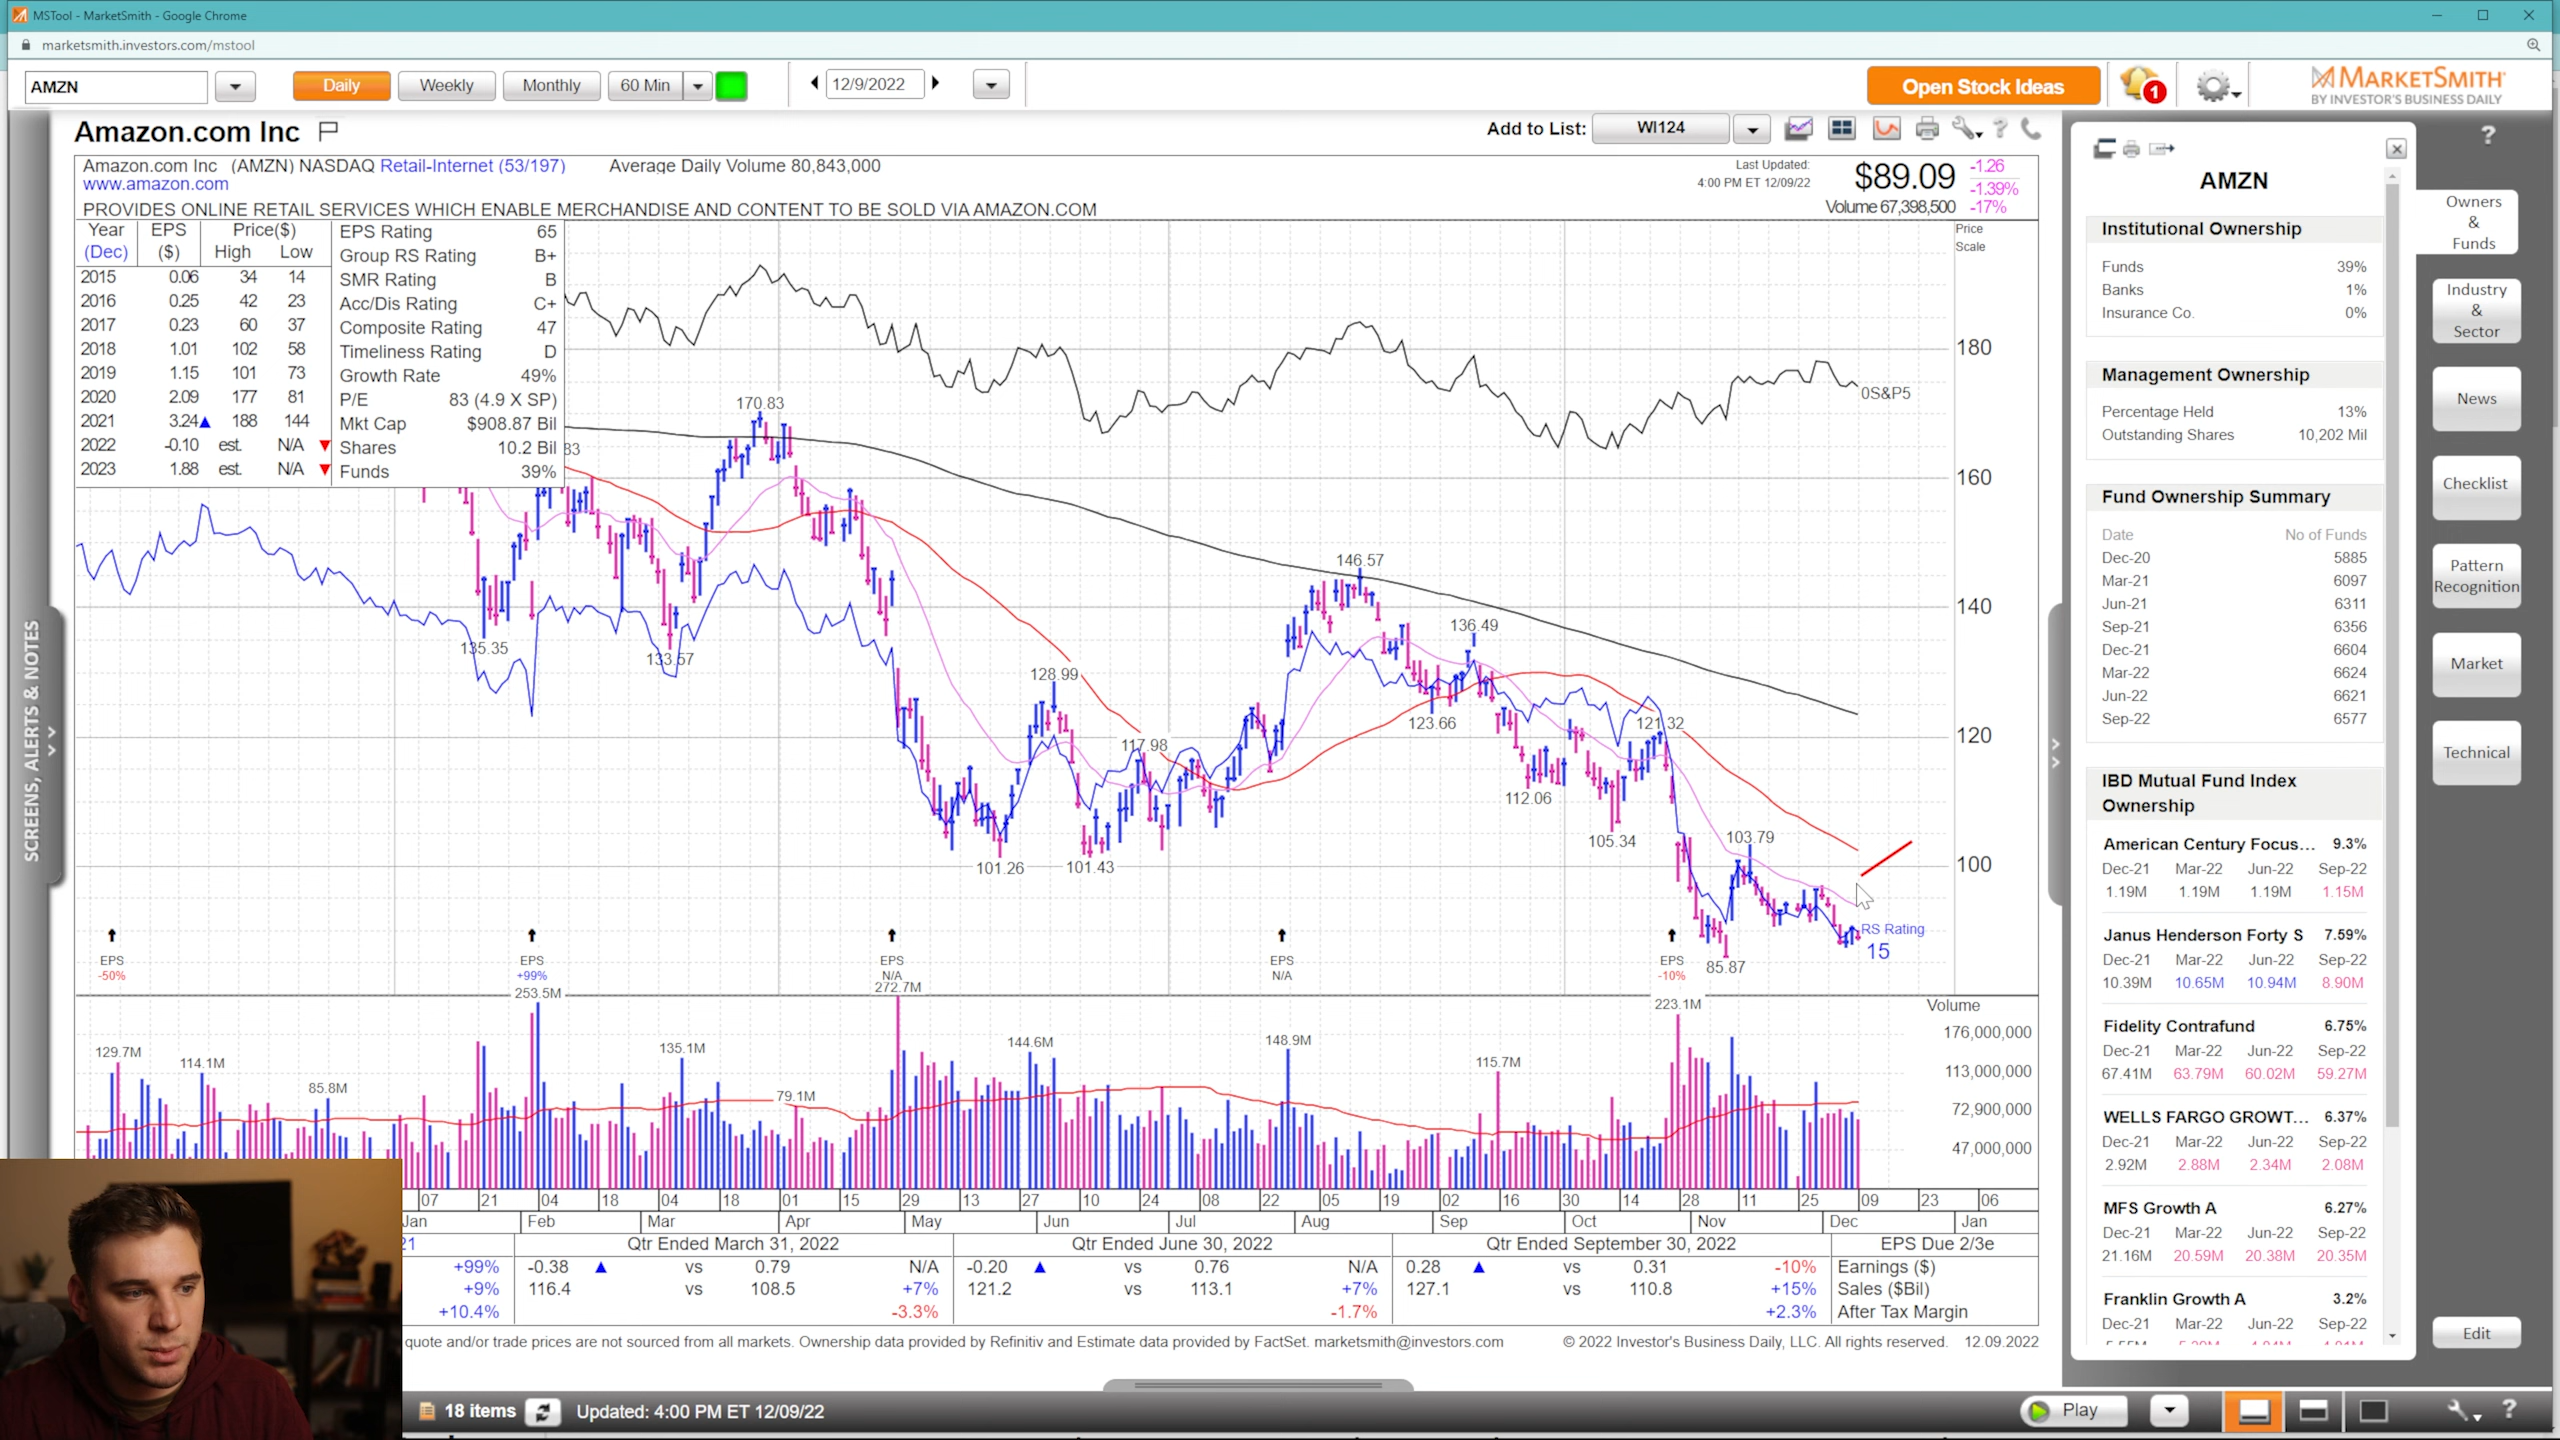 MSTool - MarketSmith - Google Chrome
marketsmith.investors.com/mstool
AMZN
Daily
Weekly
Monthly
60 Min
12/9/2022
Open Stock Ideas
1
MARKETSMITH
BY INVESTOR'S BUSINESS DAILY
Amazon.com Inc
Add to List:
WI124
Amazon.com Inc (AMZN) NASDAQ Retail-Internet (53/197) Average Daily Volume 80,843,000
www.amazon.com
PROVIDES ONLINE RETAIL SERVICES WHICH ENABLE MERCHANDISE AND CONTENT TO BE SOLD VIA AMAZON.COM
Last Updated:
4:00 PM ET 12/09/22
$89.09
-1.26
-1.39%
Volume 67,398,500 -17%
Year EPS Price($)
(Dec) ($) High Low
2015 0.06 34 14
2016 0.25 42 23
2017 0.23 60 37
2018 1.01 102 58
2019 1.15 101 73
2020 2.09 177 81
2021 3.24 188 144
2022 -0.10 est. N/A
2023 1.88 est. N/A
EPS Rating 65
Group RS Rating B+
SMR Rating B
Acc/Dis Rating C+
Composite Rating 47
Timeliness Rating D
Growth Rate 49%
P/E 83 (4.9 X SP)
Mkt Cap $908.87 Bil
Shares 10.2 Bil
Funds 39%
83
Price
Scale
180
160
140
120
100
0S&P5
170.83
146.57
135.35
133.67
136.49
128.99
123.66
121.32
117.98
112.06
105.34
103.79
101.26
101.43
85.87
RS Rating
15
EPS
-50%
EPS
+99%
EPS
N/A
EPS
N/A
EPS
-10%
253.5M
272.7M
223.1M
129.7M
114.1M
85.8M
135.1M
79.1M
144.6M
148.9M
115.7M
Volume
176,000,000
113,000,000
72,900,000
47,000,000
07 21 04 18 04 18 01 15 29 13 27 10 24 08 22 05 19 02 16 30 14 28 11 25 09 23 06
Jan Feb Mar Apr May Jun Jul Aug Sep Oct Nov Dec Jan
21 Qtr Ended March 31, 2022 Qtr Ended June 30, 2022 Qtr Ended September 30, 2022 EPS Due 2/3e
+99% -0.38 vs 0.79 N/A -0.20 vs 0.76 N/A 0.28 vs 0.31 -10% Earnings ($)
+9% 116.4 vs 108.5 +7% 121.2 vs 113.1 +7% 127.1 vs 110.8 +15% Sales ($Bil)
+10.4% -3.3% -1.7% +2.3% After Tax Margin
quote and/or trade prices are not sourced from all markets. Ownership data provided by Refinitiv and Estimate data provided by FactSet. marketsmith@investors.com © 2022 Investor's Business Daily, LLC. All rights reserved. 12.09.2022
SCREENS, ALERTS & NOTES
18 items
Updated: 4:00 PM ET 12/09/22
Play
AMZN
Institutional Ownership
Funds 39%
Banks 1%
Insurance Co. 0%
Management Ownership
Percentage Held 13%
Outstanding Shares 10,202 Mil
Fund Ownership Summary
Date No of Funds
Dec-20 5885
Mar-21 6097
Jun-21 6311
Sep-21 6356
Dec-21 6604
Mar-22 6624
Jun-22 6621
Sep-22 6577
IBD Mutual Fund Index
Ownership
American Century Focus... 9.3%
Dec-21 Mar-22 Jun-22 Sep-22
1.19M 1.19M 1.19M 1.15M
Janus Henderson Forty S 7.59%
Dec-21 Mar-22 Jun-22 Sep-22
10.39M 10.65M 10.94M 8.90M
Fidelity Contrafund 6.75%
Dec-21 Mar-22 Jun-22 Sep-22
67.41M 63.79M 60.02M 59.27M
WELLS FARGO GROWT... 6.37%
Dec-21 Mar-22 Jun-22 Sep-22
2.92M 2.88M 2.34M 2.08M
MFS Growth A 6.27%
Dec-21 Mar-22 Jun-22 Sep-22
21.16M 20.59M 20.38M 20.35M
Franklin Growth A 3.2%
Dec-21 Mar-22 Jun-22 Sep-22
Owners
&
Funds
Industry
&
Sector
News
Checklist
Pattern
Recognition
Market
Technical
Edit